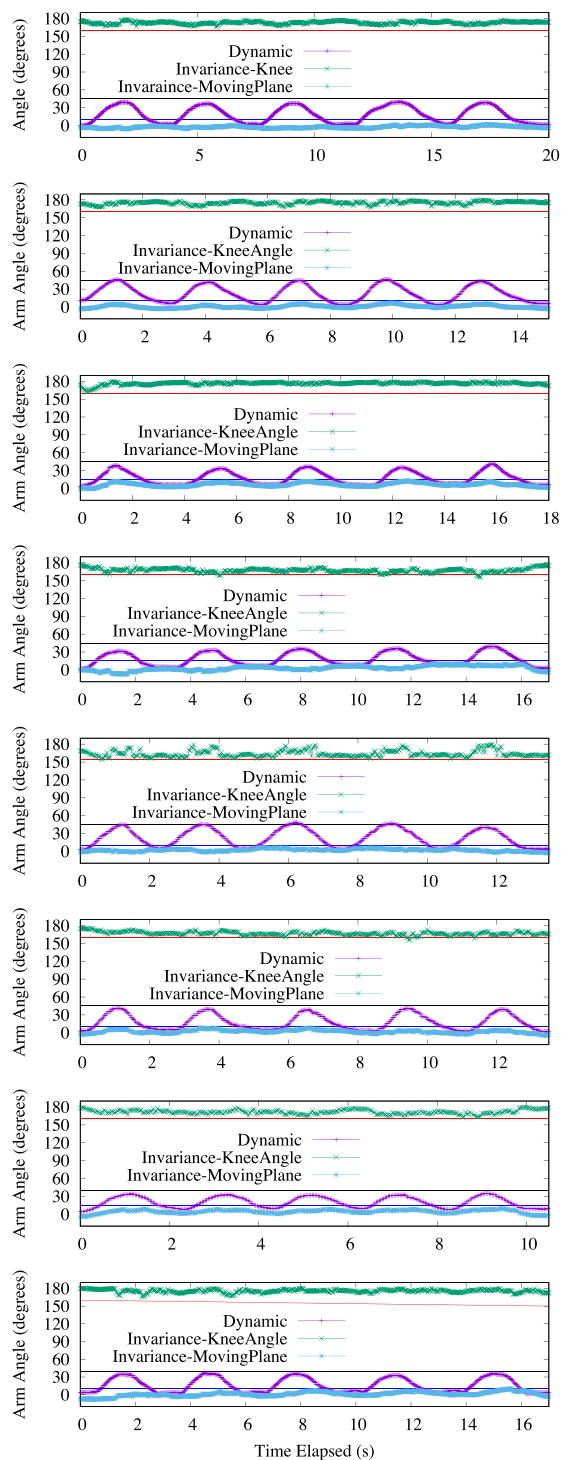 Angle (degrees)
180
150
120
90
60
30
0
Dynamic
Invariance-Knee
Invaraince-MovingPlane
0 5 10 15 20
Arm Angle (degrees)
180
150
120
90
60
30
0
Dynamic
Invariance-KneeAngle
Invariance-MovingPlane
0 2 4 6 8 10 12 14
Arm Angle (degrees)
180
150
120
90
60
30
0
Dynamic
Invariance-KneeAngle
Invariance-MovingPlane
0 2 4 6 8 10 12 14 16 18
Arm Angle (degrees)
180
150
120
90
60
30
0
Dynamic
Invariance-KneeAngle
Invariance-MovingPlane
0 2 4 6 8 10 12 14 16
Arm Angle (degrees)
180
150
120
90
60
30
0
Dynamic
Invariance-KneeAngle
Invariance-MovingPlane
0 2 4 6 8 10 12
Arm Angle (degrees)
180
150
120
90
60
30
0
Dynamic
Invariance-KneeAngle
Invariance-MovingPlane
0 2 4 6 8 10 12
Arm Angle (degrees)
180
150
120
90
60
30
0
Dynamic
Invariance-KneeAngle
Invariance-MovingPlane
0 2 4 6 8 10
Arm Angle (degrees)
180
150
120
90
60
30
0
Dynamic
Invariance-KneeAngle
Invariance-MovingPlane
0 2 4 6 8 10 12 14 16
Time Elapsed (s)